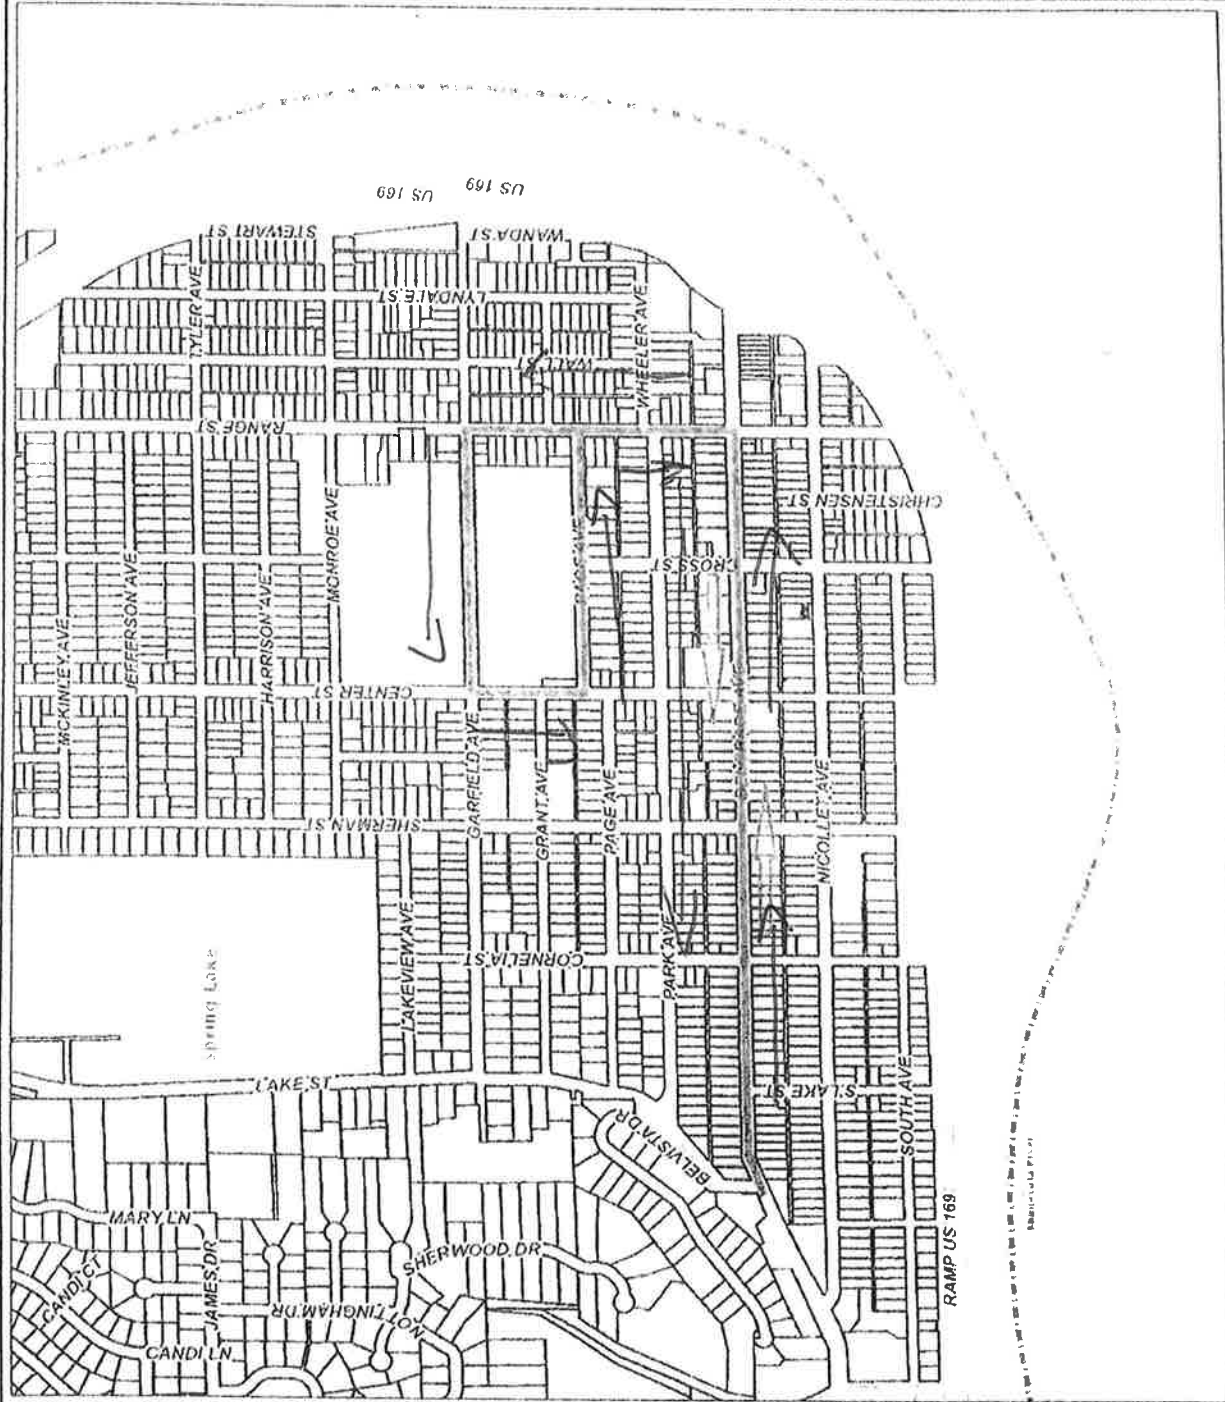 US 169
US 169
STEWART ST
WANDA ST
LYNDALE ST
TYLER AVE
WHEELER AVE
WALL ST
RANGE ST
CHRISTENSEN ST
MONROE AVE
CROSS ST
JEFFERSON AVE
HARRISON AVE
MCKINLEY AVE
CENTER ST
GARFIELD AVE
GRANT AVE
PAGE AVE
NICOLLET AVE
SHERMAN ST
LAKEVIEW AVE
PARK AVE
CORNELIA ST
Spring Lake
LAKE ST
S LAKE ST
SOUTH AVE
BELVISTA DR
MARY LN
JAMES DR
SHERWOOD DR
CANDI CT
NOTTINGHAM DR
CANDI LN
RAMP US 169
Minnesota River